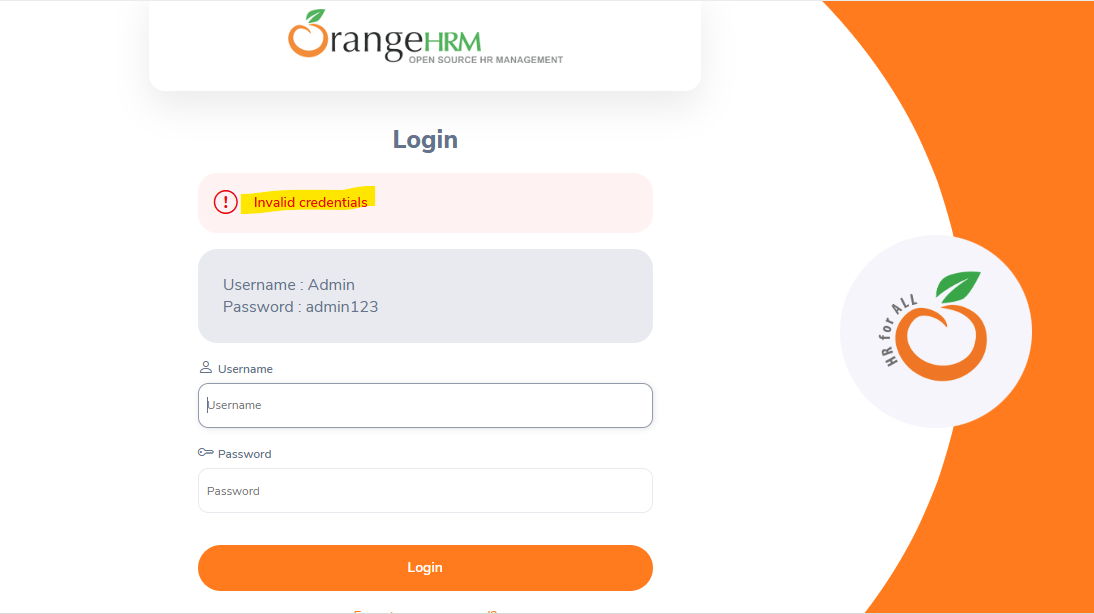 OrangeHRM
OPEN SOURCE HR MANAGEMENT
Login
Invalid credentials
Username : Admin
Password : admin123
Username
Username
Password
Password
Login
HR for ALL